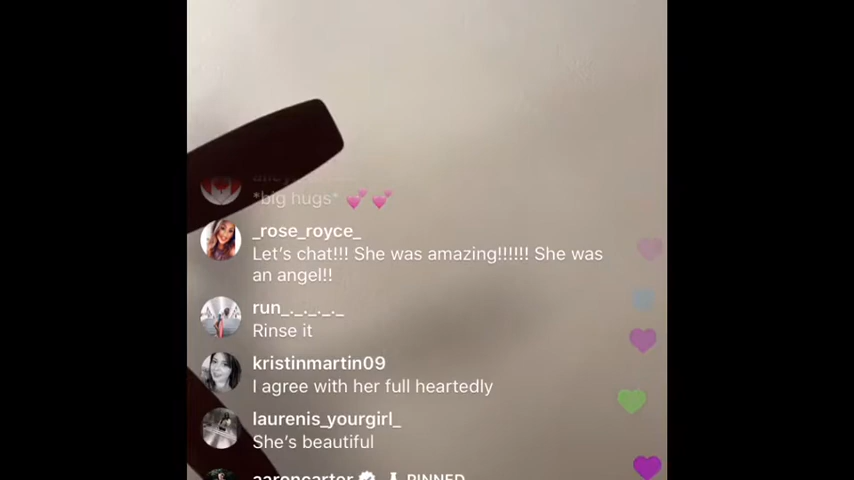 *big hugs* 💕 💕
_rose_royce_
Let's chat!!! She was amazing!!!!!! She was
an angel!!
run_._._._._
Rinse it
kristinmartin09
I agree with her full heartedly
laurenis_yourgirl_
She's beautiful
aaroncarter PINNED